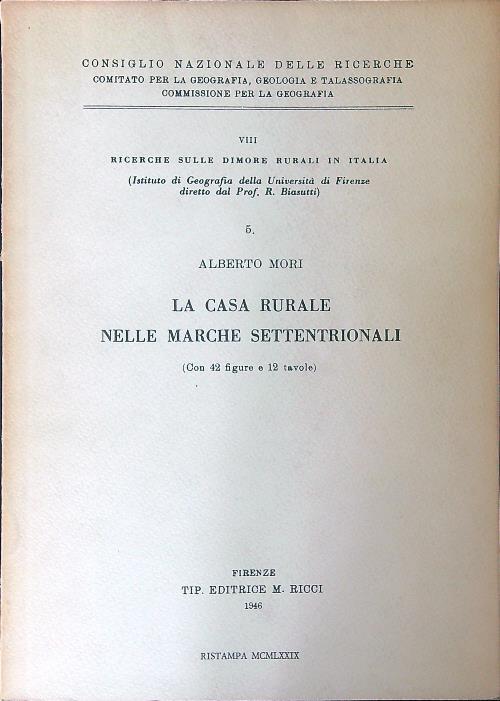 CONSIGLIO NAZIONALE DELLE RICERCHE
COMITATO PER LA GEOGRAFIA, GEOLOGIA E TALASSOGRAFIA
COMMISSIONE PER LA GEOGRAFIA
VIII
RICERCHE SULLE DIMORE RURALI IN ITALIA
(Istituto di Geografia della Università di Firenze
diretto dal Prof. R. Biasutti)
5.
ALBERTO MORI
LA CASA RURALE
NELLE MARCHE SETTENTRIONALI
(Con 42 figure e 12 tavole)
FIRENZE
TIP. EDITRICE M. RICCI
1946
RISTAMPA MCMLXXIX